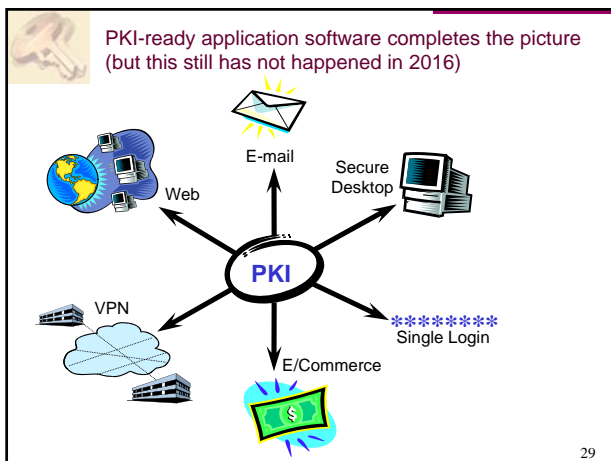 PKI-ready application software completes the picture
(but this still has not happened in 2016)
E-mail
Secure
Desktop
Web
PKI
VPN
********
Single Login
E/Commerce
$
29